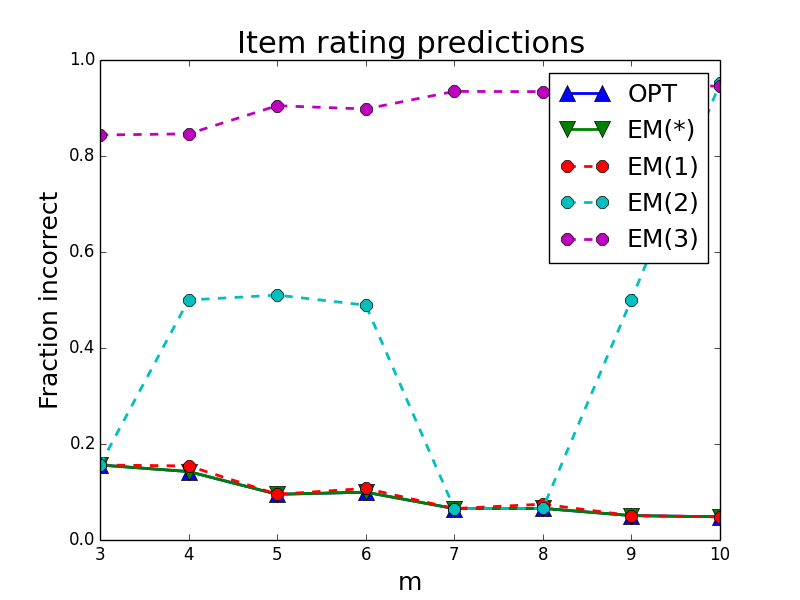 Item rating predictions
1.0
0.8
0.6
0.4
0.2
0.0
Fraction incorrect
OPT
EM(*)
EM(1)
EM(2)
EM(3)
3 4 5 6 7 8 9 10
m